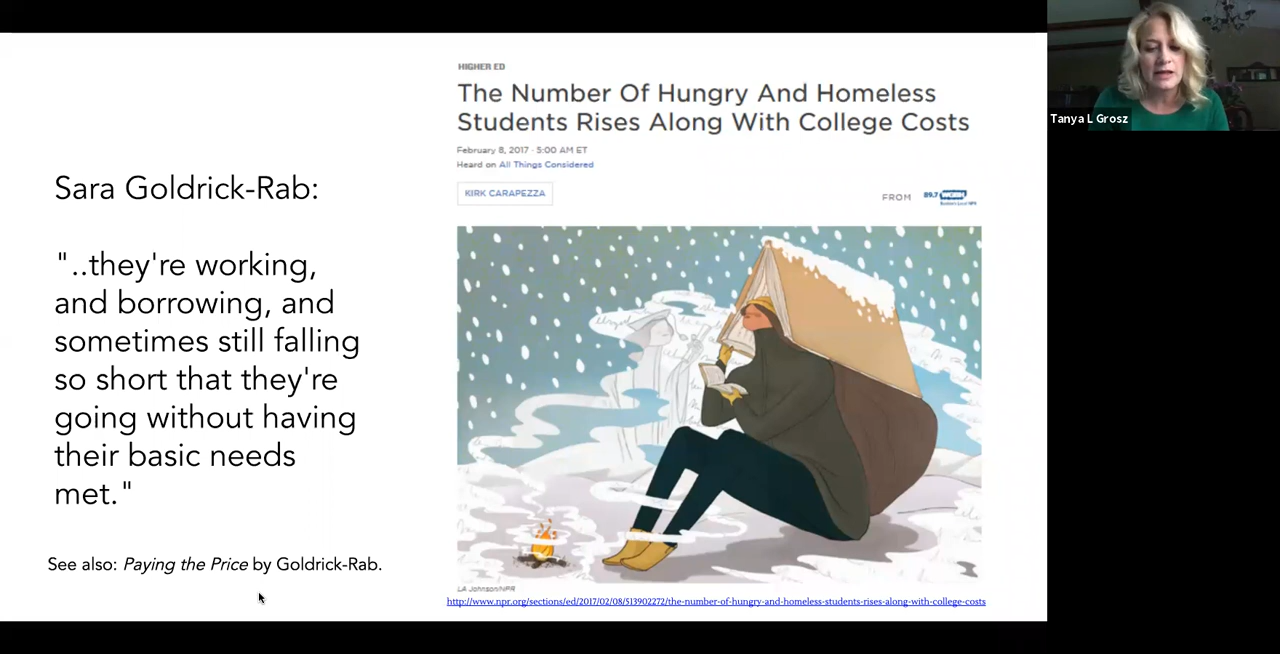 HIGHER ED
The Number Of Hungry And Homeless
Students Rises Along With College Costs
February 8, 2017 · 5:00 AM ET
Heard on All Things Considered
KIRK CARAPEZZA
FROM
89.7 WGBH
Sara Goldrick-Rab:
"..they're working,
and borrowing, and
sometimes still falling
so short that they're
going without having
their basic needs
met."
See also: Paying the Price by Goldrick-Rab.
LA Johnson/NPR
http://www.npr.org/sections/ed/2017/02/08/513902272/the-number-of-hungry-and-homeless-students-rises-along-with-college-costs
Tanya L Grosz